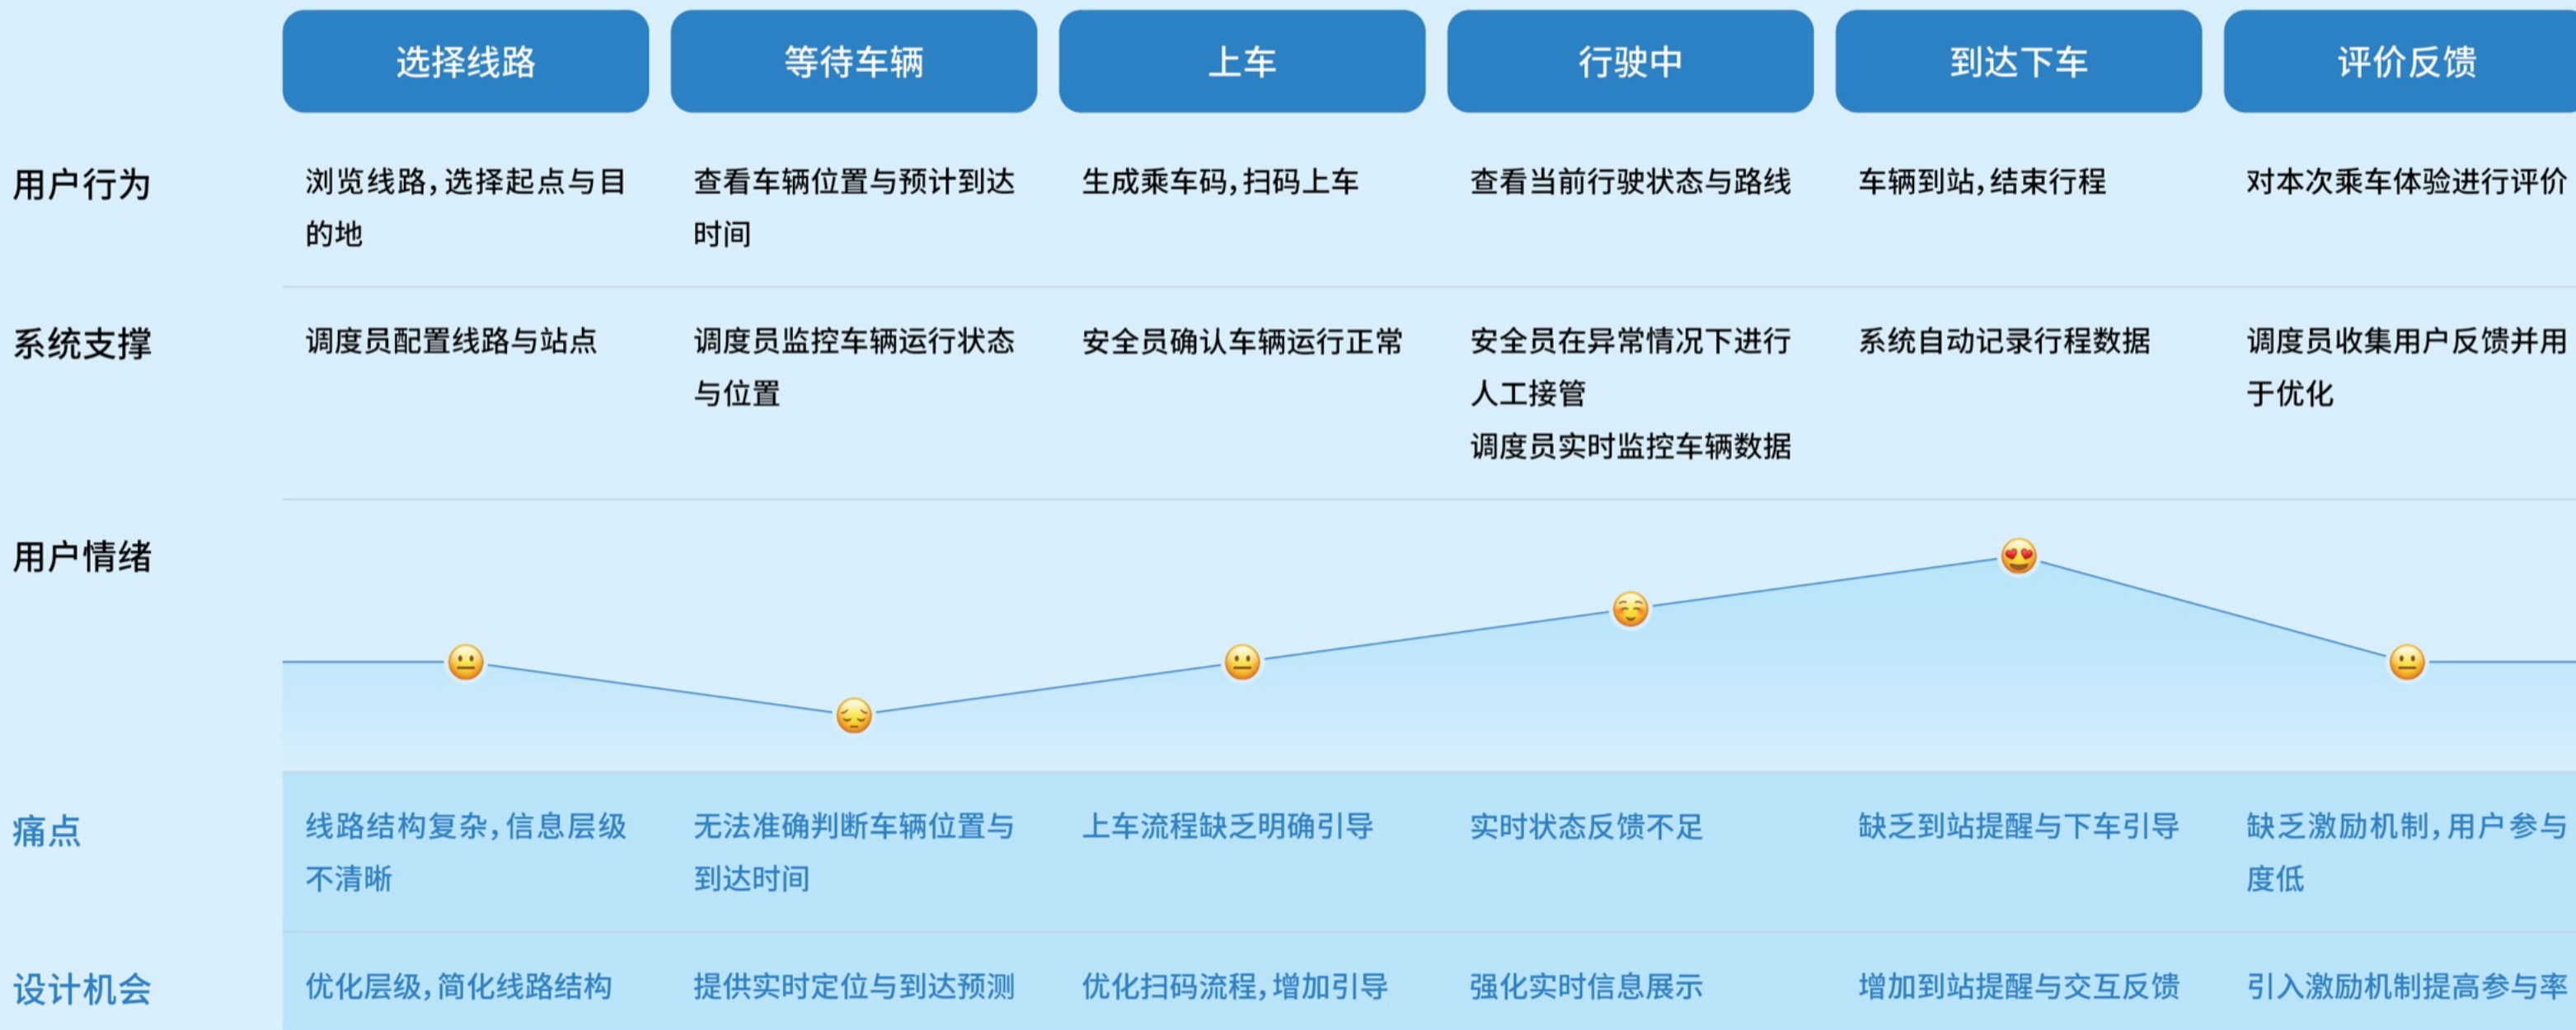 选择线路
等待车辆
上车
行驶中
到达下车
评价反馈
用户行为
浏览线路,选择起点与目
的地
查看车辆位置与预计到达
时间
生成乘车码,扫码上车
查看当前行驶状态与路线
车辆到站,结束行程
对本次乘车体验进行评价
系统支撑
调度员配置线路与站点
调度员监控车辆运行状态
与位置
安全员确认车辆运行正常
安全员在异常情况下进行
人工接管
调度员实时监控车辆数据
系统自动记录行程数据
调度员收集用户反馈并用
于优化
用户情绪
痛点
线路结构复杂,信息层级
不清晰
无法准确判断车辆位置与
到达时间
上车流程缺乏明确引导
实时状态反馈不足
缺乏到站提醒与下车引导
缺乏激励机制,用户参与
度低
设计机会
优化层级,简化线路结构
提供实时定位与到达预测
优化扫码流程,增加引导
强化实时信息展示
增加到站提醒与交互反馈
引入激励机制提高参与率